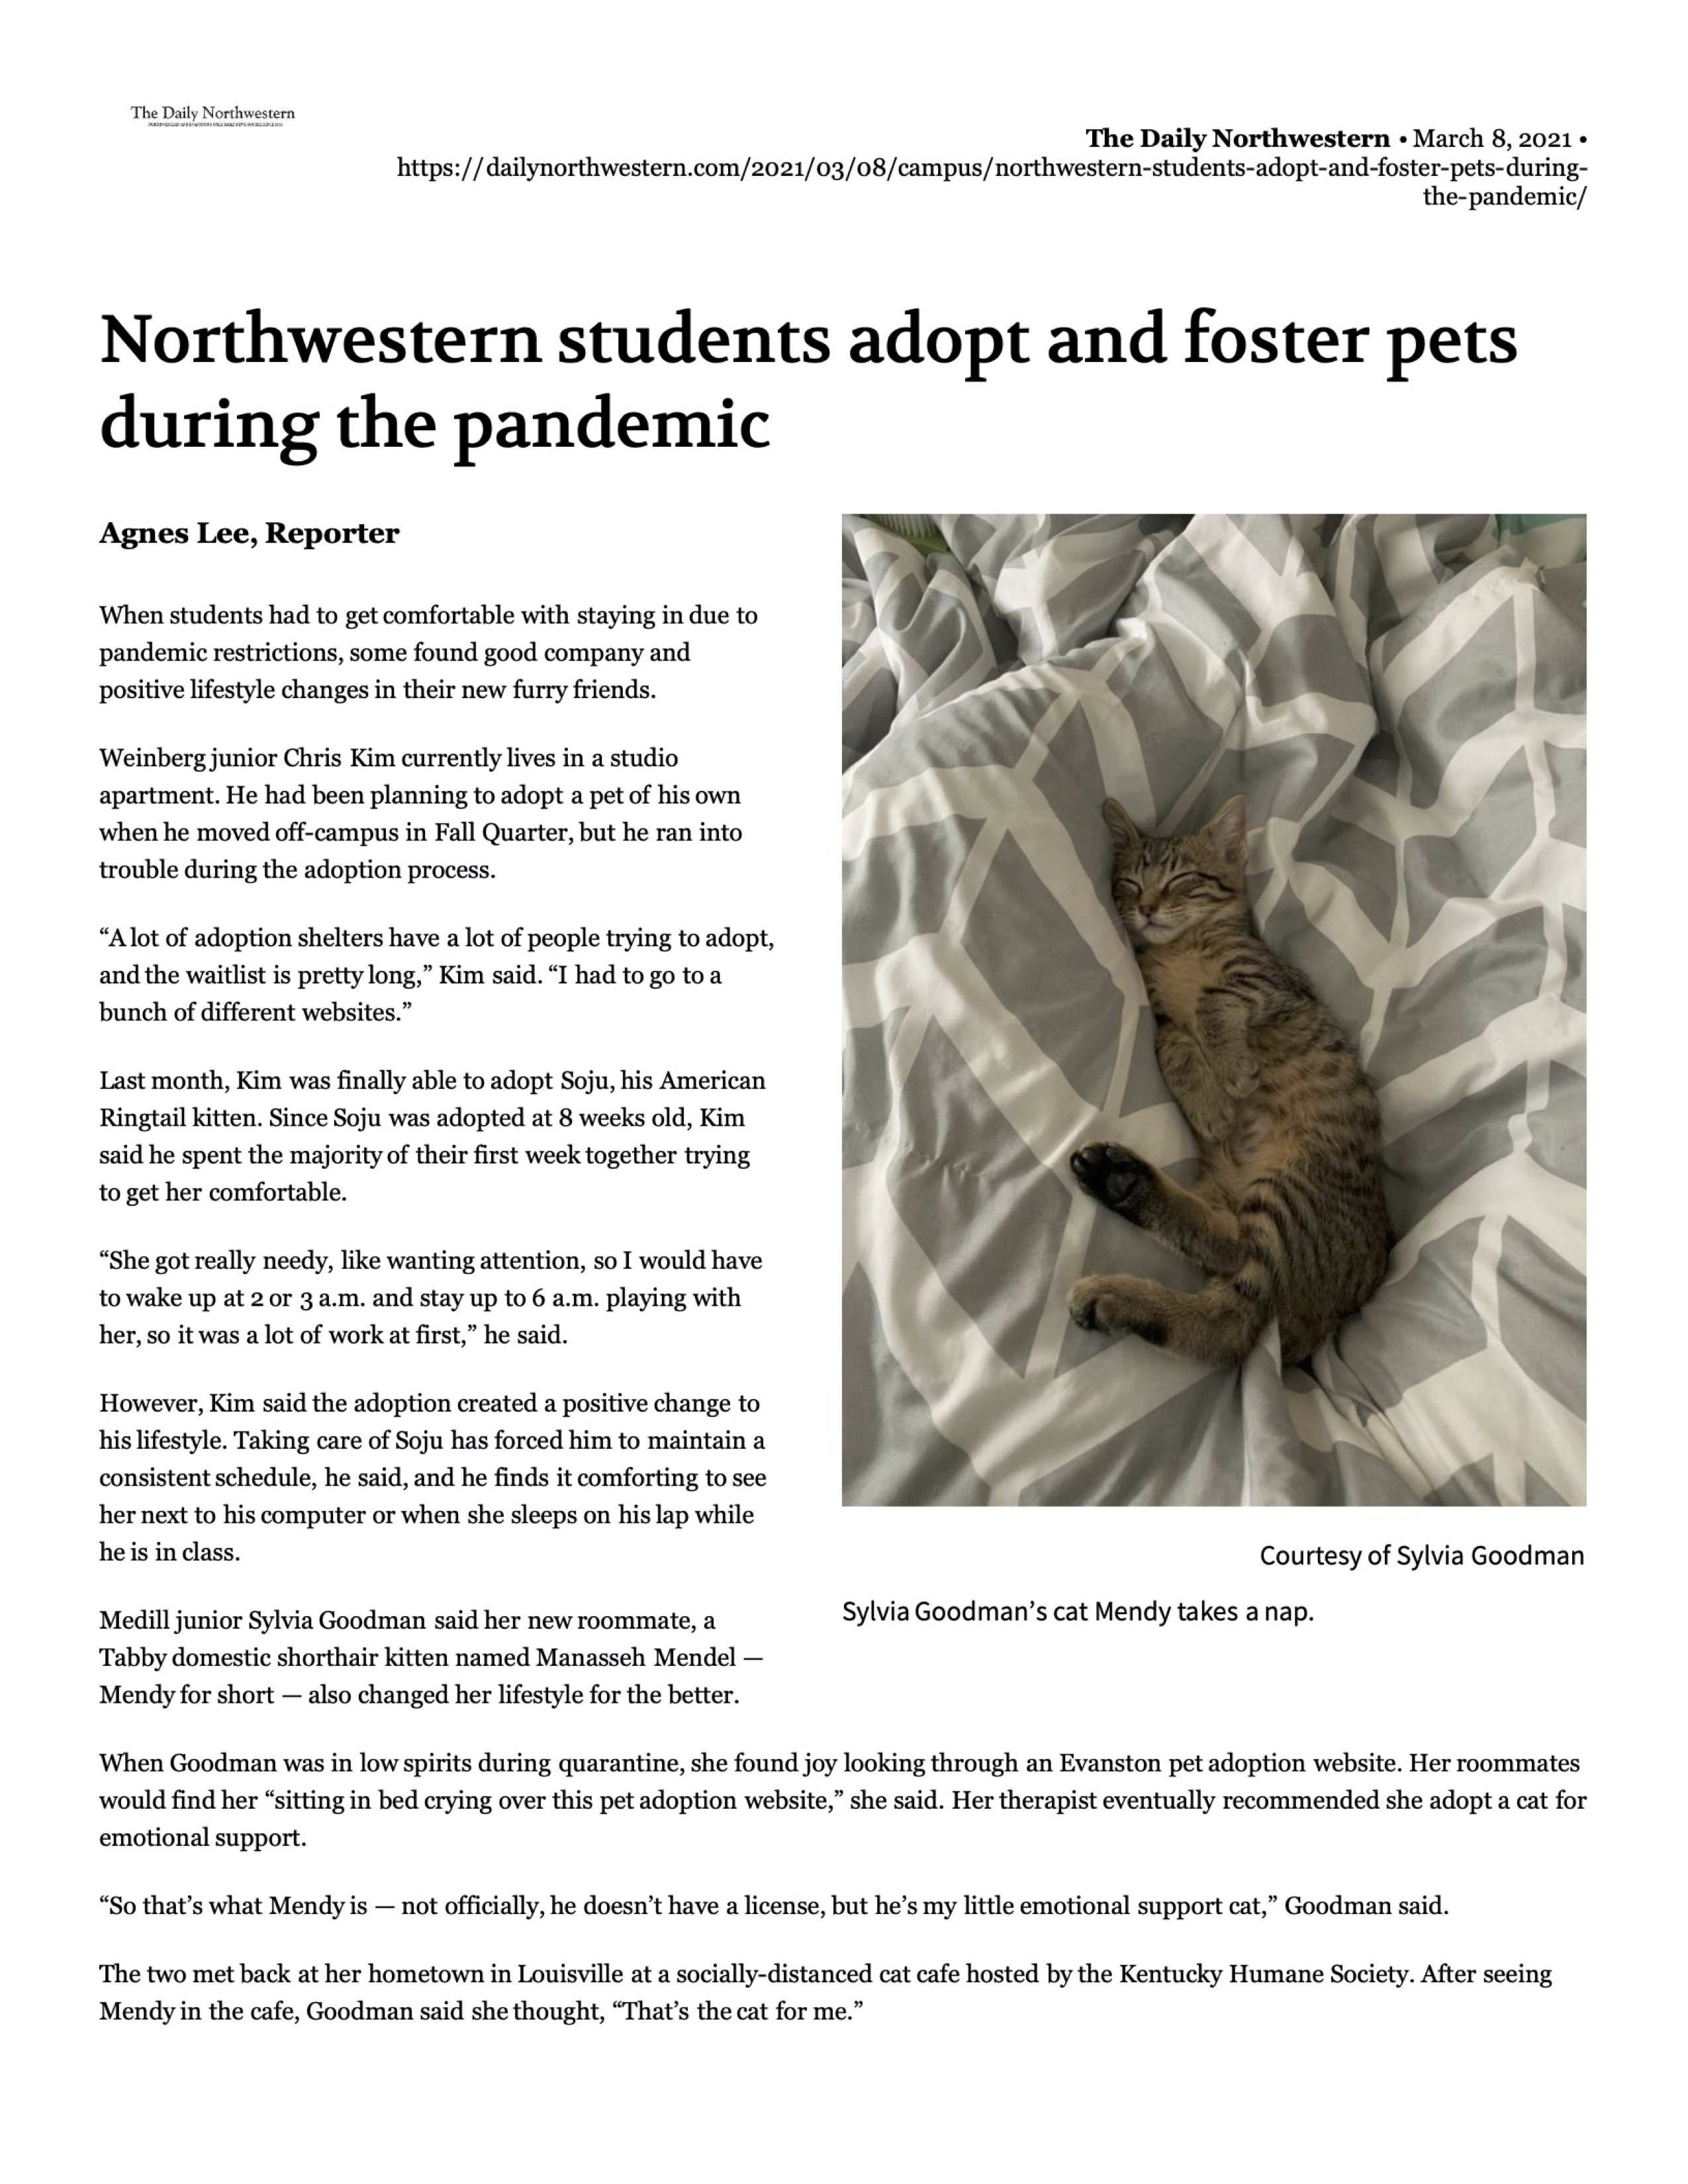 The Daily Northwestern
The Daily Northwestern • March 8, 2021 •
https://dailynorthwestern.com/2021/03/08/campus/northwestern-students-adopt-and-foster-pets-during-
the-pandemic/
Northwestern students adopt and foster pets
during the pandemic
Agnes Lee, Reporter
When students had to get comfortable with staying in due to
pandemic restrictions, some found good company and
positive lifestyle changes in their new furry friends.
Weinberg junior Chris Kim currently lives in a studio
apartment. He had been planning to adopt a pet of his own
when he moved off-campus in Fall Quarter, but he ran into
trouble during the adoption process.
“A lot of adoption shelters have a lot of people trying to adopt,
and the waitlist is pretty long,” Kim said. “I had to go to a
bunch of different websites.”
Last month, Kim was finally able to adopt Soju, his American
Ringtail kitten. Since Soju was adopted at 8 weeks old, Kim
said he spent the majority of their first week together trying
to get her comfortable.
“She got really needy, like wanting attention, so I would have
to wake up at 2 or 3 a.m. and stay up to 6 a.m. playing with
her, so it was a lot of work at first,” he said.
However, Kim said the adoption created a positive change to
his lifestyle. Taking care of Soju has forced him to maintain a
consistent schedule, he said, and he finds it comforting to see
her next to his computer or when she sleeps on his lap while
he is in class.
Medill junior Sylvia Goodman said her new roommate, a
Tabby domestic shorthair kitten named Manasseh Mendel —
Mendy for short — also changed her lifestyle for the better.
Courtesy of Sylvia Goodman
Sylvia Goodman’s cat Mendy takes a nap.
When Goodman was in low spirits during quarantine, she found joy looking through an Evanston pet adoption website. Her roommates
would find her “sitting in bed crying over this pet adoption website,” she said. Her therapist eventually recommended she adopt a cat for
emotional support.
“So that’s what Mendy is — not officially, he doesn’t have a license, but he’s my little emotional support cat,” Goodman said.
The two met back at her hometown in Louisville at a socially-distanced cat cafe hosted by the Kentucky Humane Society. After seeing
Mendy in the cafe, Goodman said she thought, “That’s the cat for me.”